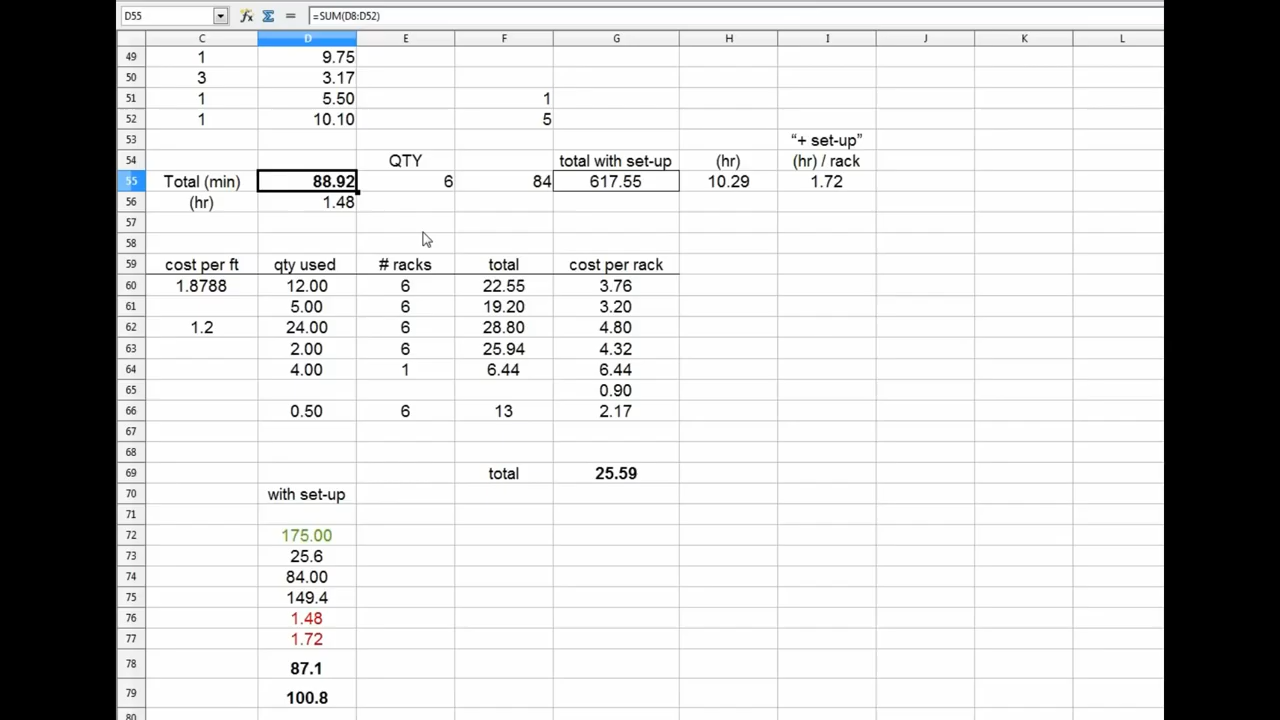 D55 =SUM(D8:D52)
C D E F G H I J K L
49 1 9.75
50 3 3.17
51 1 5.50 1
52 1 10.10 5
53 “+ set-up”
54 QTY total with set-up (hr) (hr) / rack
55 Total (min) 88.92 6 84 617.55 10.29 1.72
56 (hr) 1.48
57
58
59 cost per ft qty used # racks total cost per rack
60 1.8788 12.00 6 22.55 3.76
61 5.00 6 19.20 3.20
62 1.2 24.00 6 28.80 4.80
63 2.00 6 25.94 4.32
64 4.00 1 6.44 6.44
65 0.90
66 0.50 6 13 2.17
67
68
69 total 25.59
70 with set-up
71
72 175.00
73 25.6
74 84.00
75 149.4
76 1.48
77 1.72
78 87.1
79 100.8
80